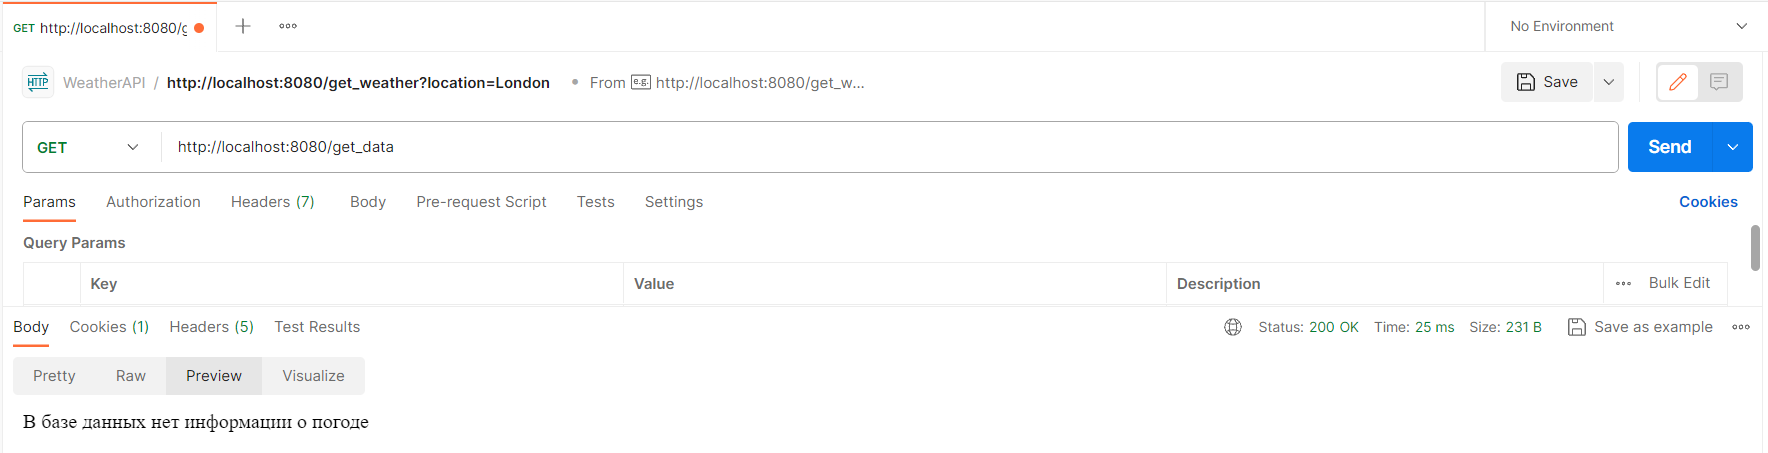 GET http://localhost:8080/g
No Environment
HTTP WeatherAPI / http://localhost:8080/get_weather?location=London • From e.g. http://localhost:8080/get_w...
Save
GET http://localhost:8080/get_data Send
Params Authorization Headers (7) Body Pre-request Script Tests Settings Cookies
Query Params
Key Value Description Bulk Edit
Body Cookies (1) Headers (5) Test Results Status: 200 OK Time: 25 ms Size: 231 B Save as example
Pretty Raw Preview Visualize
В базе данных нет информации о погоде